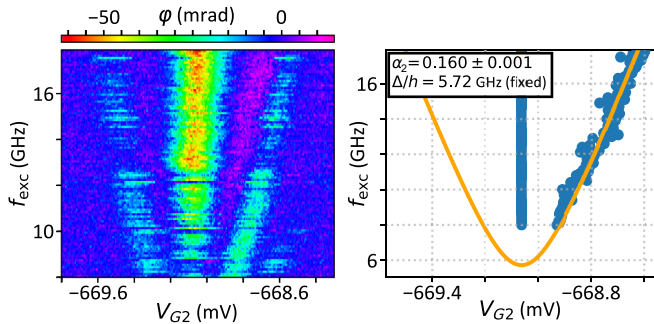 φ (mrad)
−50 0
16
10
f_exc (GHz)
−669.6 −668.6
V_G2 (mV)
α₂=0.160 ± 0.001
Δ/h = 5.72 GHz (fixed)
16
6
f_exc (GHz)
−669.4 −668.8
V_G2 (mV)